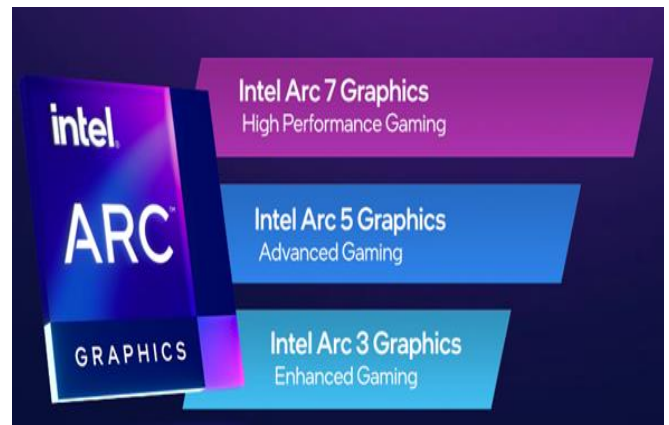 intel.
ARC™
GRAPHICS
Intel Arc 7 Graphics
High Performance Gaming
Intel Arc 5 Graphics
Advanced Gaming
Intel Arc 3 Graphics
Enhanced Gaming